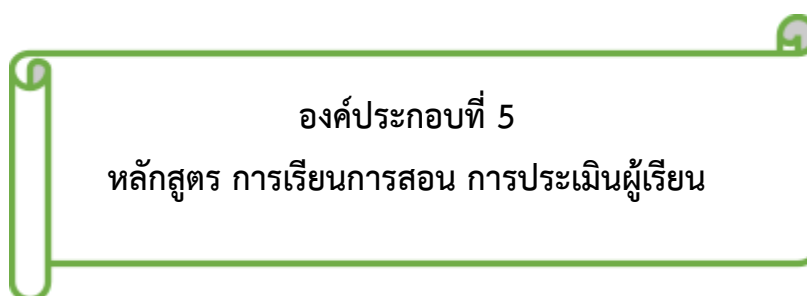 องค์ประกอบที่ 5
หลักสูตร การเรียนการสอน การประเมินผู้เรียน